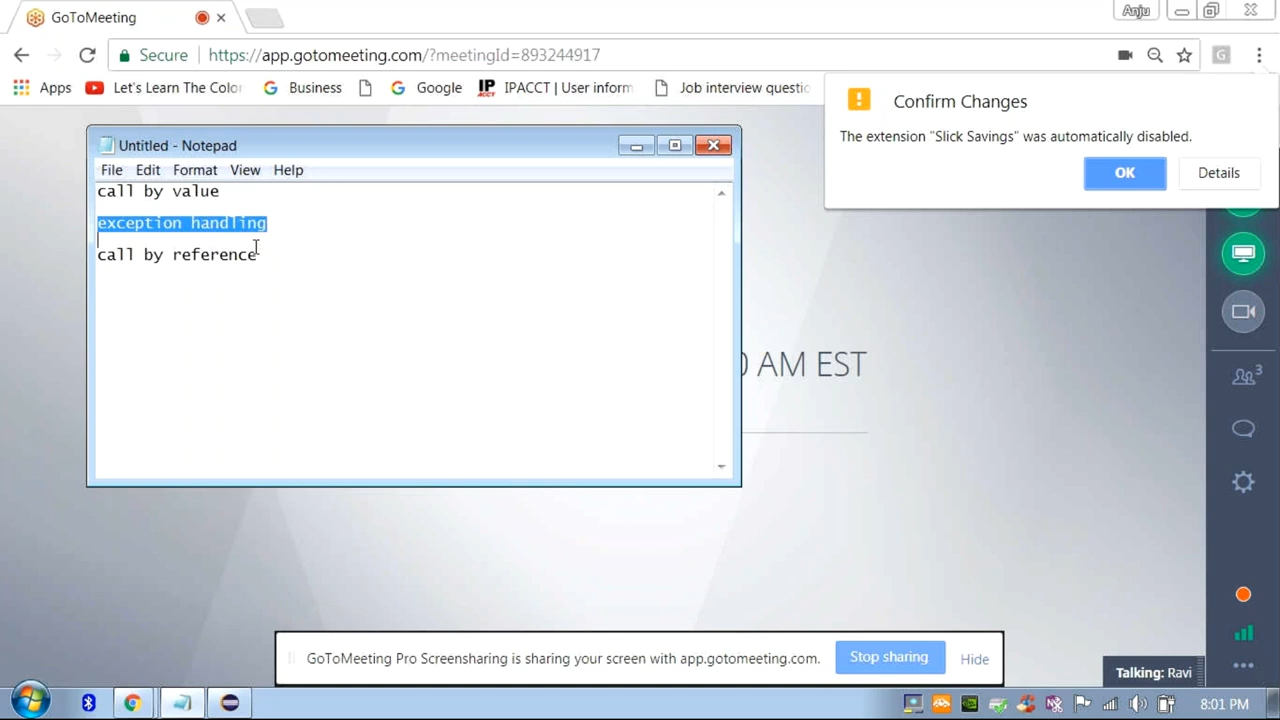 GoToMeeting
Anju
Secure
https://app.gotomeeting.com/?meetingId=893244917
Apps
Let's Learn The Color
Business
Google
IPACCT | User inform
Job interview questic
Confirm Changes
The extension "Slick Savings" was automatically disabled.
OK
Details
Untitled - Notepad
File Edit Format View Help
call by value
exception handling
call by reference
AM EST
3
GoToMeeting Pro Screensharing is sharing your screen with app.gotomeeting.com.
Stop sharing
Hide
Talking: Ravi
8:01 PM